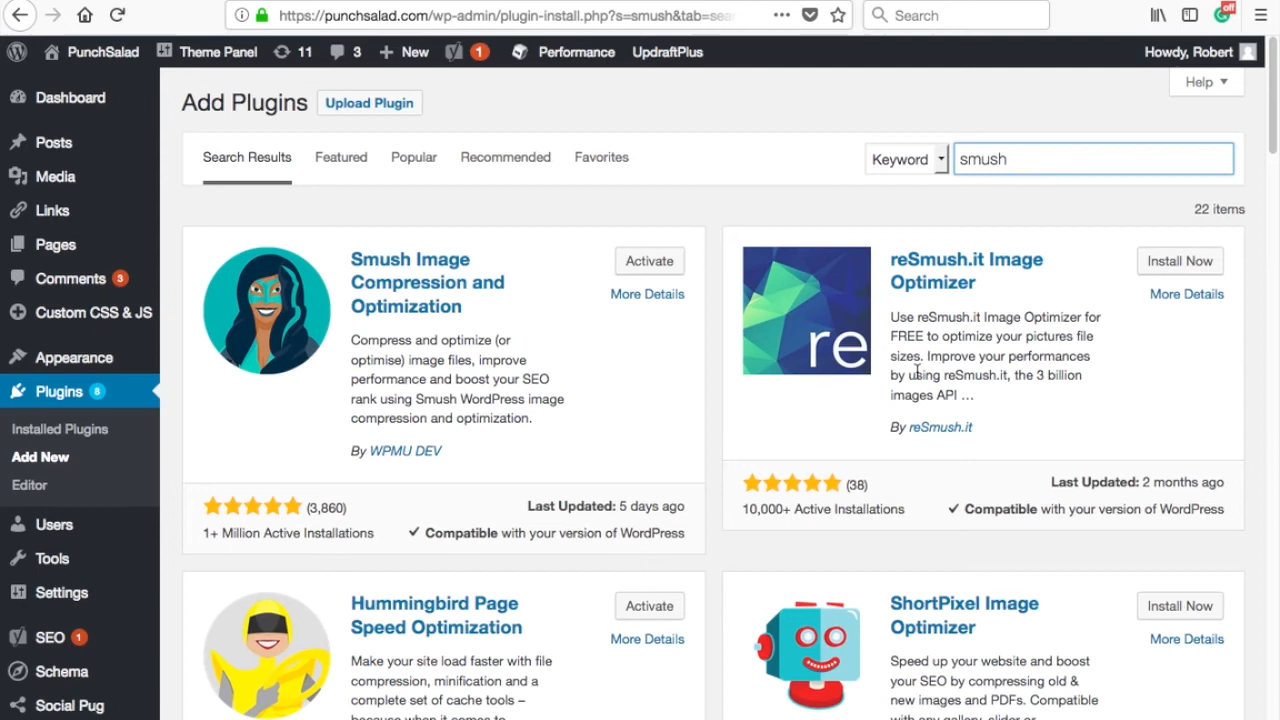 https://punchsalad.com/wp-admin/plugin-install.php?s=smush&tab=sea
Search
off
PunchSalad
Theme Panel
11
3
New
1
Performance
UpdraftPlus
Howdy, Robert
Help
Dashboard
Posts
Media
Links
Pages
Comments 3
Custom CSS & JS
Appearance
Plugins 8
Installed Plugins
Add New
Editor
Users
Tools
Settings
SEO 1
Schema
Social Pug
Add Plugins
Upload Plugin
Search Results
Featured
Popular
Recommended
Favorites
Keyword
smush
22 items
Smush Image
Compression and
Optimization
Activate
More Details
Compress and optimize (or
optimise) image files, improve
performance and boost your SEO
rank using Smush WordPress image
compression and optimization.
By WPMU DEV
(3,860)
Last Updated: 5 days ago
1+ Million Active Installations
Compatible with your version of WordPress
re
reSmush.it Image
Optimizer
Install Now
More Details
Use reSmush.it Image Optimizer for
FREE to optimize your pictures file
sizes. Improve your performances
by using reSmush.it, the 3 billion
images API ...
By reSmush.it
(38)
Last Updated: 2 months ago
10,000+ Active Installations
Compatible with your version of WordPress
Hummingbird Page
Speed Optimization
Activate
More Details
Make your site load faster with file
compression, minification and a
complete set of cache tools –
because when it comes to
ShortPixel Image
Optimizer
Install Now
More Details
Speed up your website and boost
your SEO by compressing old &
new images and PDFs. Compatible
with any gallery, slider or